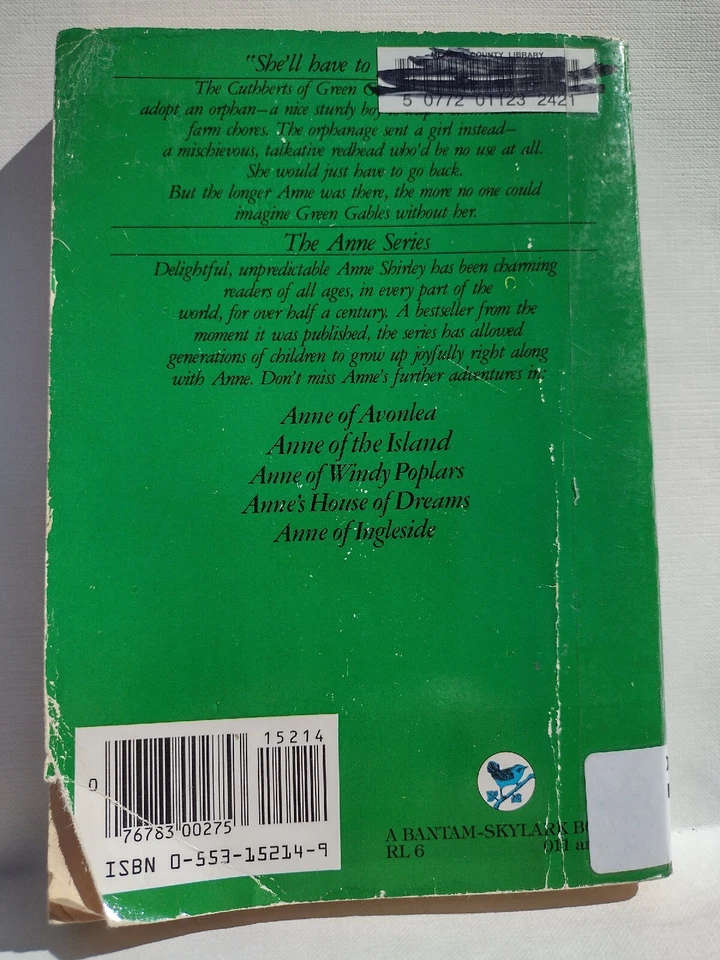 "She'll have to
COUNTY LIBRARY
5 0772 01123 2421
The Cuthberts of Green
adopt an orphan—a nice sturdy boy
farm chores. The orphanage sent a girl instead—
a mischievous, talkative redhead who'd be no use at all.
She would just have to go back.
But the longer Anne was there, the more no one could
imagine Green Gables without her.
The Anne Series
Delightful, unpredictable Anne Shirley has been charming
readers of all ages, in every part of the
world, for over half a century. A bestseller from the
moment it was published, the series has allowed
generations of children to grow up joyfully right along
with Anne. Don't miss Anne's further adventures in:
Anne of Avonlea
Anne of the Island
Anne of Windy Poplars
Anne's House of Dreams
Anne of Ingleside
15214
0
76783 00275
ISBN 0-553-15214-9
A BANTAM-SKYLARK
RL 6
011